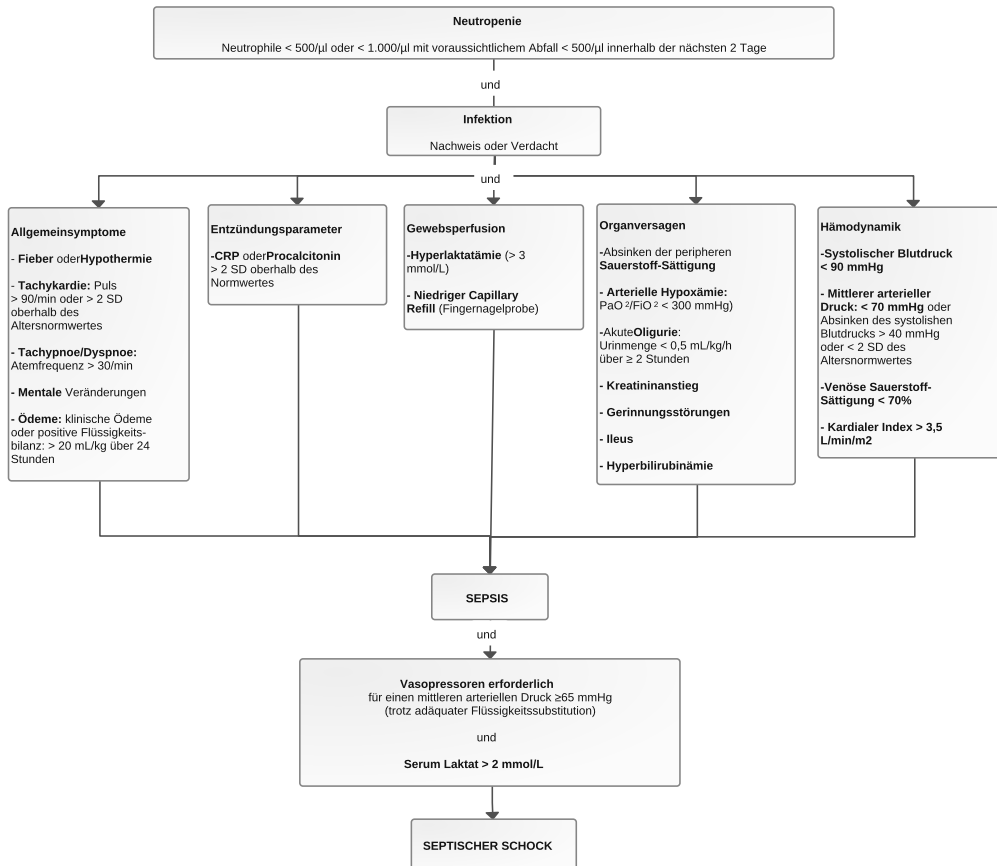 Neutropenie
Neutrophile < 500/µl oder < 1.000/µl mit voraussichtlichem Abfall < 500/µl innerhalb der nächsten 2 Tage
und
Infektion
Nachweis oder Verdacht
und
Allgemeinsymptome
- Fieber oderHypothermie
- Tachykardie: Puls
> 90/min oder > 2 SD
oberhalb des
Altersnormwertes
- Tachypnoe/Dyspnoe:
Atemfrequenz > 30/min
- Mentale Veränderungen
- Ödeme: klinische Ödeme
oder positive Flüssigkeits-
bilanz: > 20 mL/kg über 24
Stunden
Entzündungsparameter
-CRP oderProcalcitonin
> 2 SD oberhalb des
Normwertes
Gewebsperfusion
-Hyperlaktatämie (> 3
mmol/L)
- Niedriger Capillary
Refill (Fingernagelprobe)
Organversagen
-Absinken der peripheren
Sauerstoff-Sättigung
- Arterielle Hypoxämie:
PaO ²/FiO ² < 300 mmHg)
-AkuteOligurie:
Urinmenge < 0,5 mL/kg/h
über ≥ 2 Stunden
- Kreatininanstieg
- Gerinnungsstörungen
- Ileus
- Hyperbilirubinämie
Hämodynamik
-Systolischer Blutdruck
< 90 mmHg
- Mittlerer arterieller
Druck: < 70 mmHg oder
Absinken des systolishen
Blutdrucks > 40 mmHg
oder < 2 SD des
Altersnormwertes
-Venöse Sauerstoff-
Sättigung < 70%
- Kardialer Index > 3,5
L/min/m2
SEPSIS
und
Vasopressoren erforderlich
für einen mittleren arteriellen Druck ≥65 mmHg
(trotz adäquater Flüssigkeitssubstitution)
und
Serum Laktat > 2 mmol/L
SEPTISCHER SCHOCK